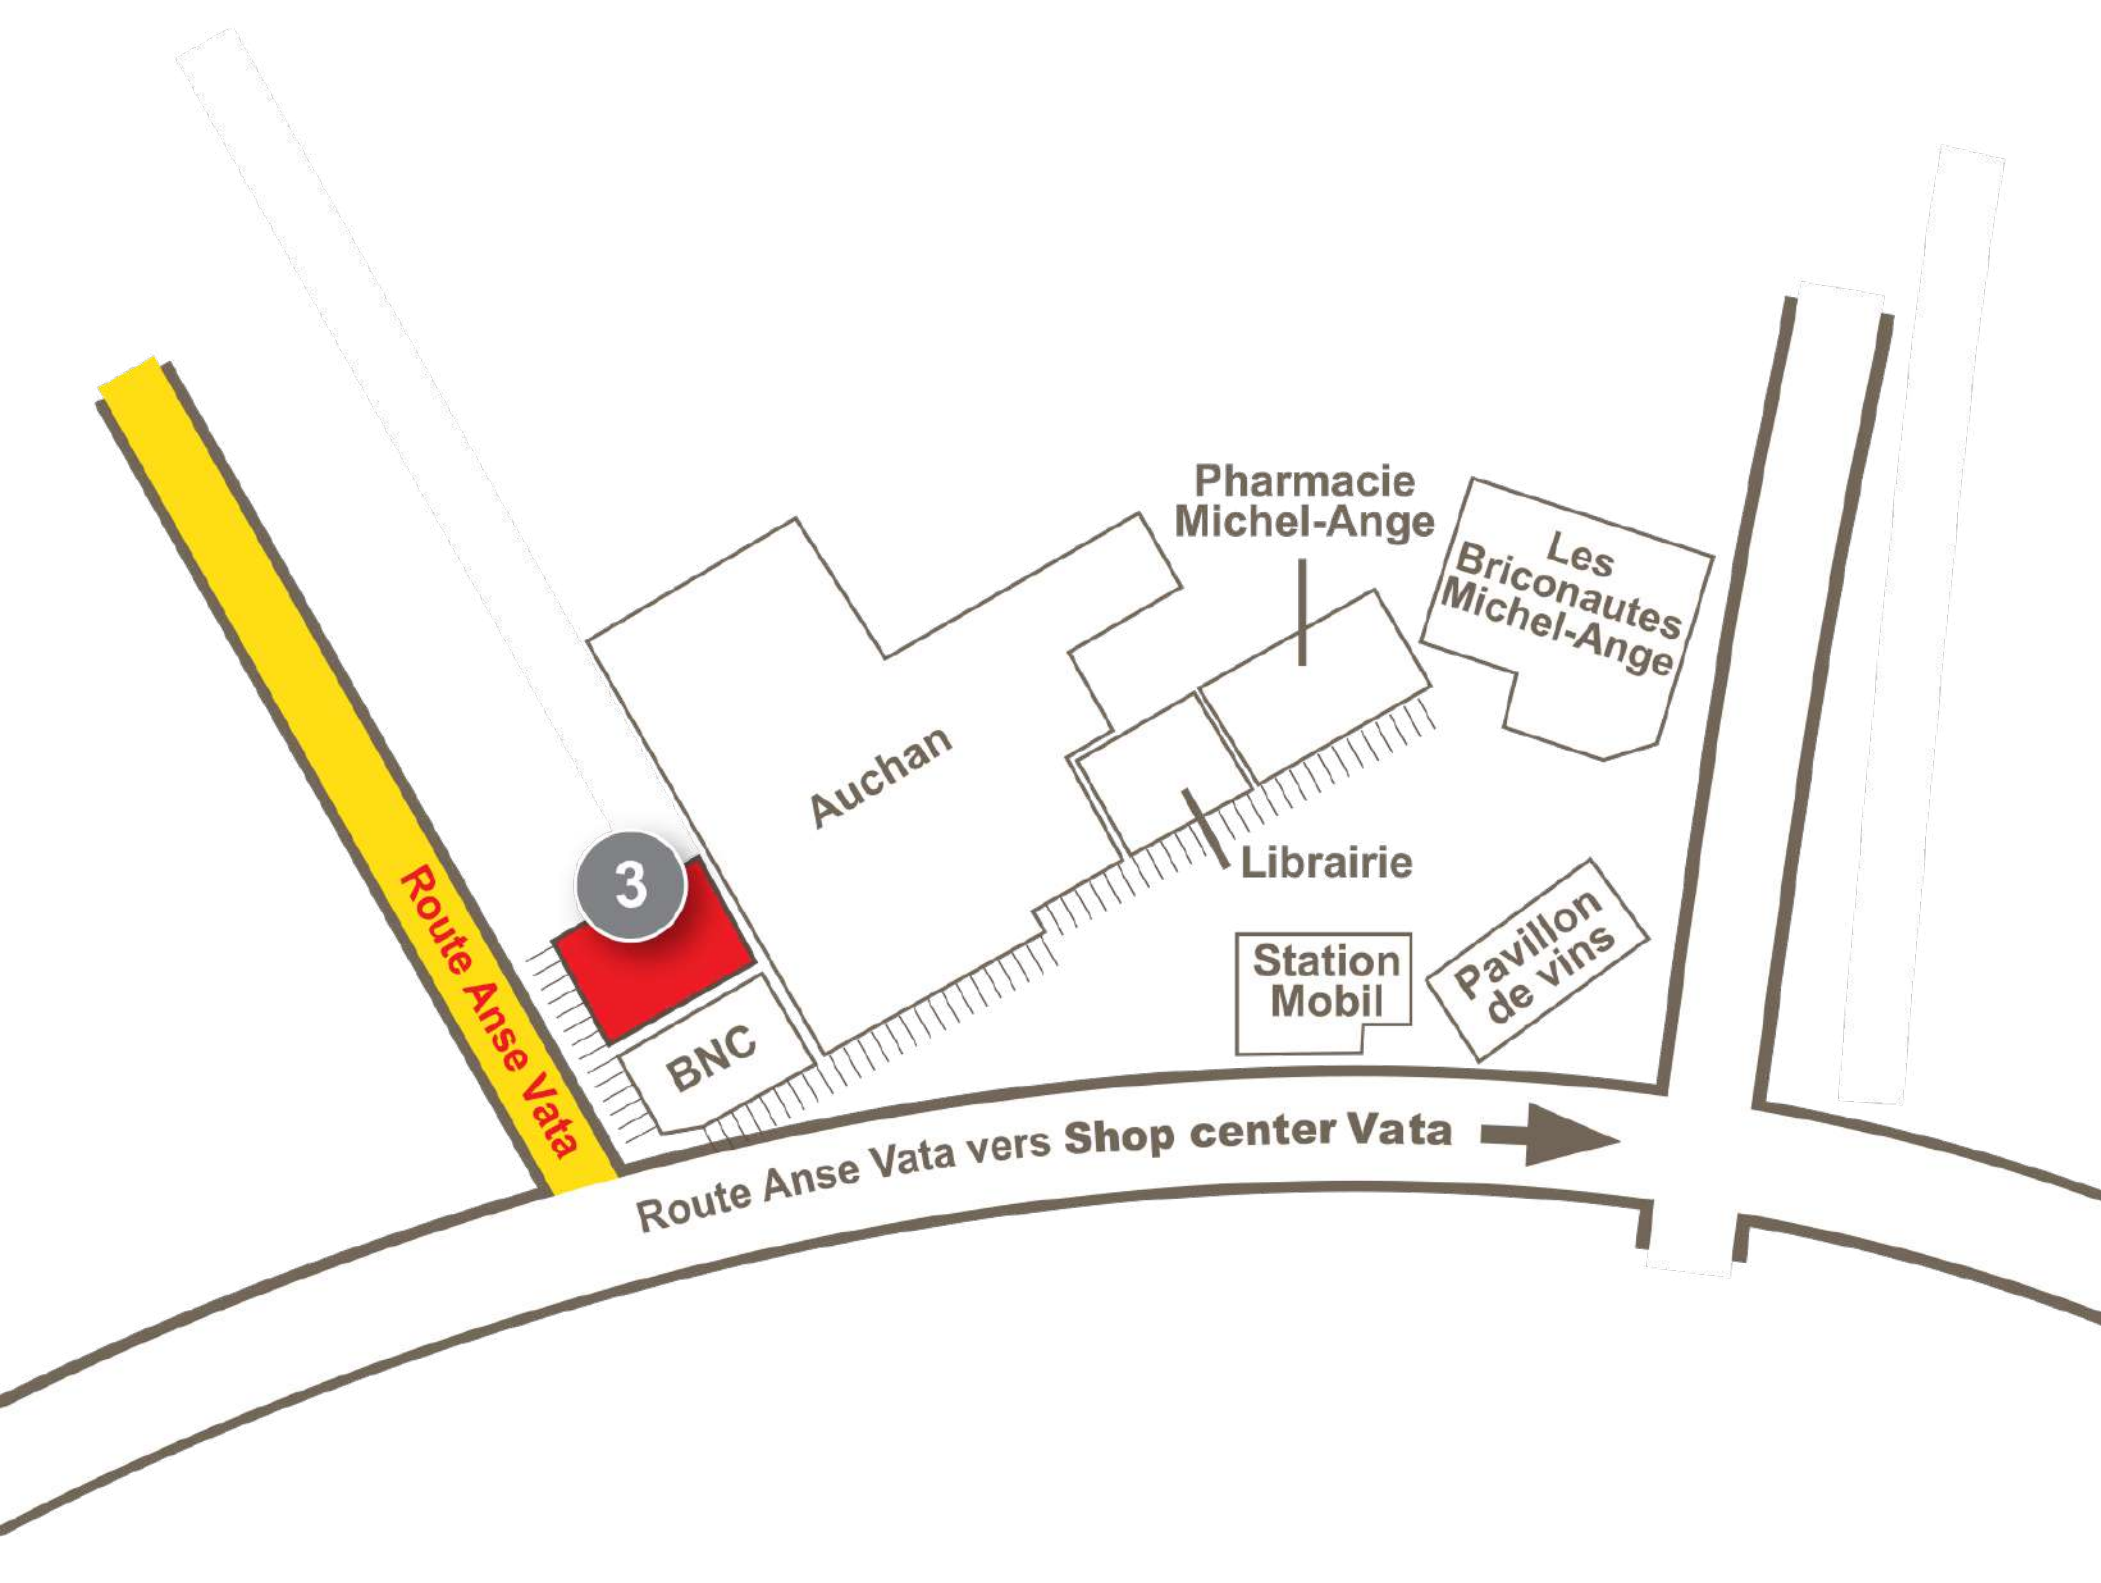 Pharmacie
Michel-Ange
Les
Briconautes
Michel-Ange
Auchan
3
Librairie
Route Anse Vata
Station
Mobil
Pavillon
de vins
BNC
Route Anse Vata vers Shop center Vata